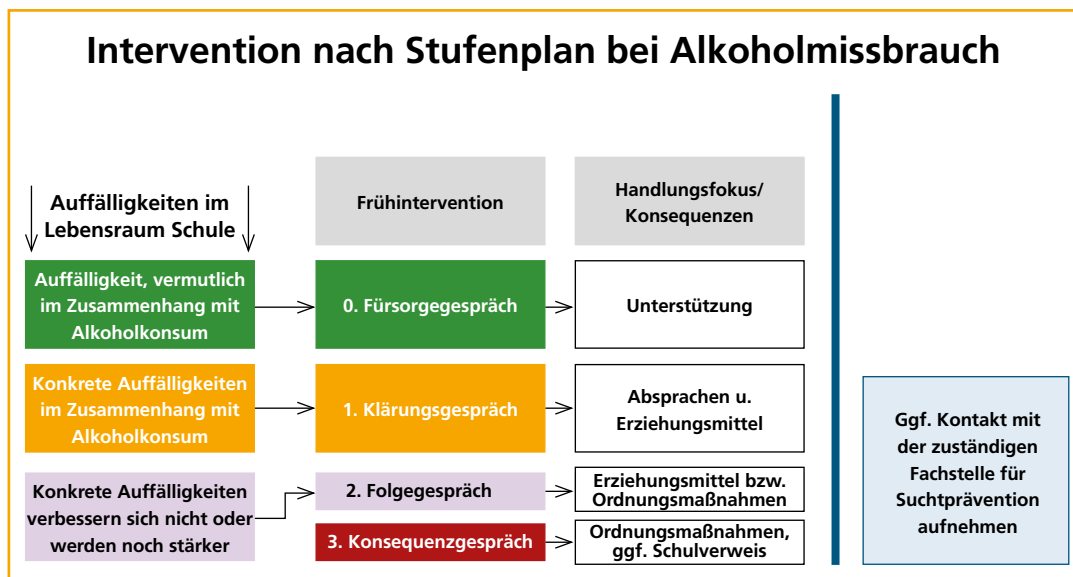 Intervention nach Stufenplan bei Alkoholmissbrauch
Auffälligkeiten im
Lebensraum Schule
Frühintervention
Handlungsfokus/
Konsequenzen
Auffälligkeit, vermutlich
im Zusammenhang mit
Alkoholkonsum
0. Fürsorgegespräch
Unterstützung
Konkrete Auffälligkeiten
im Zusammenhang mit
Alkoholkonsum
1. Klärungsgespräch
Absprachen u.
Erziehungsmittel
Konkrete Auffälligkeiten
verbessern sich nicht oder
werden noch stärker
2. Folgegespräch
Erziehungsmittel bzw.
Ordnungsmaßnahmen
3. Konsequenzgespräch
Ordnungsmaßnahmen,
ggf. Schulverweis
Ggf. Kontakt mit
der zuständigen
Fachstelle für
Suchtprävention
aufnehmen